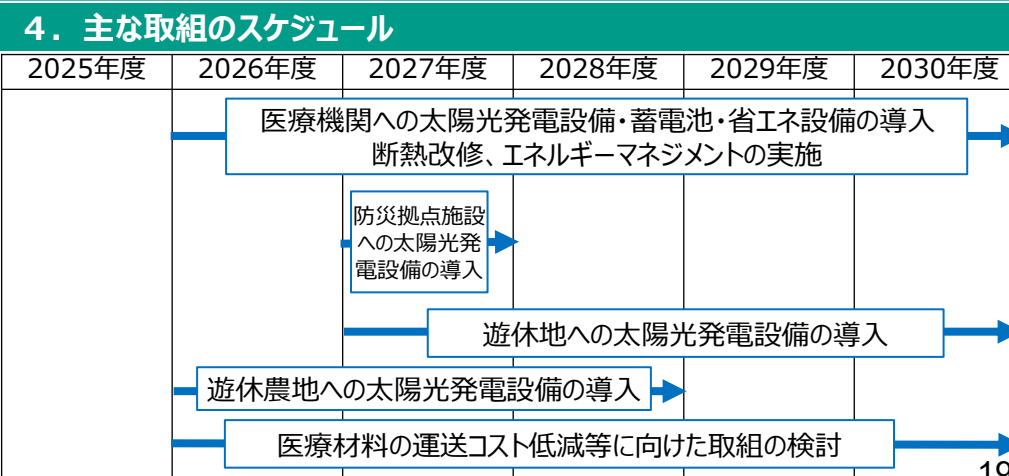 4．主な取組のスケジュール
2025年度 2026年度 2027年度 2028年度 2029年度 2030年度
医療機関への太陽光発電設備・蓄電池・省エネ設備の導入
断熱改修、エネルギーマネジメントの実施
防災拠点施設
への太陽光発
電設備の導入
遊休地への太陽光発電設備の導入
遊休農地への太陽光発電設備の導入
医療材料の運送コスト低減等に向けた取組の検討
19